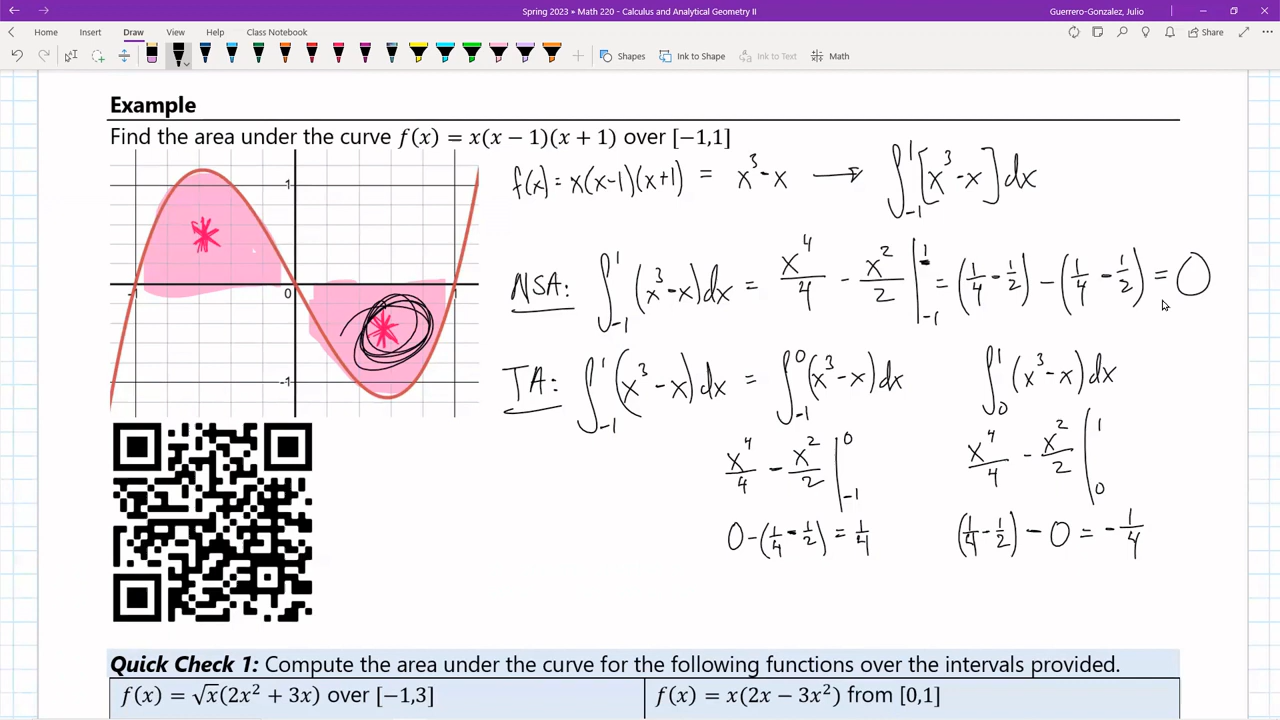 Spring 2023 » Math 220 - Calculus and Analytical Geometry II
Guerrero-Gonzalez, Julio
Home Insert Draw View Help Class Notebook
Share
Shapes Ink to Shape Ink to Text Math
Example
Find the area under the curve f(x) = x(x − 1)(x + 1) over [−1,1]
1
-1 0 1
-1
f(x) = x(x-1)(x+1) = x³-x → ∫₋₁¹ [x³-x] dx
NSA: ∫₋₁¹ (x³-x)dx = x⁴/4 - x²/2 |₋₁¹ = (1/4 - 1/2) - (1/4 - 1/2) = 0
TA: ∫₋₁¹ (x³-x)dx = ∫₋₁⁰ (x³-x)dx ∫₀¹ (x³-x)dx
x⁴/4 - x²/2 |₋₁⁰ x⁴/4 - x²/2 |₀¹
0-(1/4-1/2) = 1/4 (1/4-1/2) - 0 = -1/4
Quick Check 1: Compute the area under the curve for the following functions over the intervals provided.
f(x) = √x(2x² + 3x) over [−1,3]
f(x) = x(2x − 3x²) from [0,1]